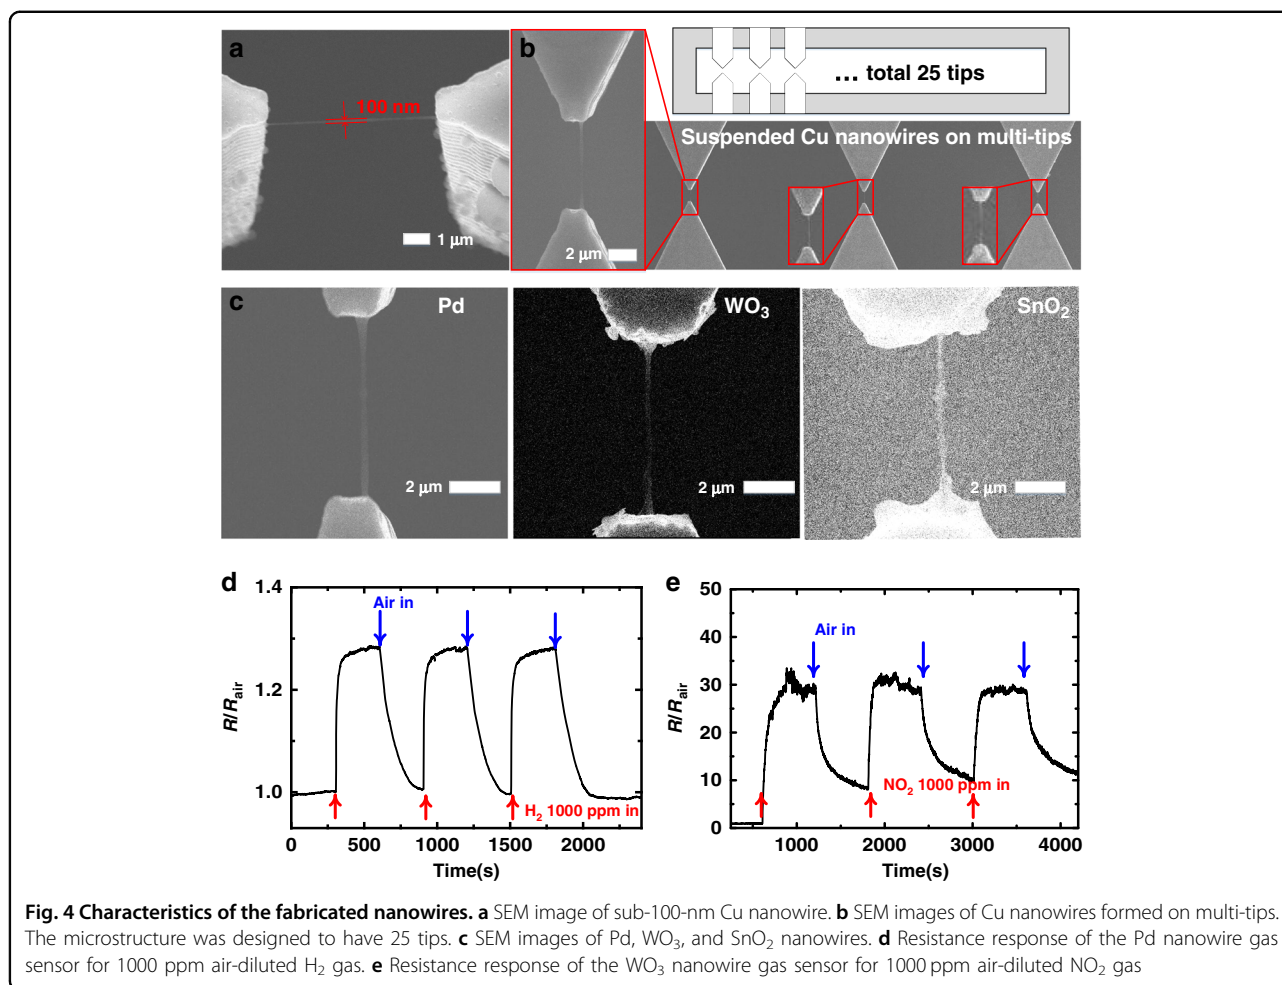 a
100 nm
1 μm
b
2 μm
... total 25 tips
Suspended Cu nanowires on multi-tips
c
Pd
2 μm
WO₃
2 μm
SnO₂
2 μm
d
1.4
1.2
1.0
R/Rair
Air in
H₂ 1000 ppm in
0
500
1000
1500
2000
Time(s)
e
50
40
30
20
10
0
R/Rair
Air in
NO₂ 1000 ppm in
1000
2000
3000
4000
Time(s)
Fig. 4 Characteristics of the fabricated nanowires. a SEM image of sub-100-nm Cu nanowire. b SEM images of Cu nanowires formed on multi-tips.
The microstructure was designed to have 25 tips. c SEM images of Pd, WO₃, and SnO₂ nanowires. d Resistance response of the Pd nanowire gas
sensor for 1000 ppm air-diluted H₂ gas. e Resistance response of the WO₃ nanowire gas sensor for 1000 ppm air-diluted NO₂ gas